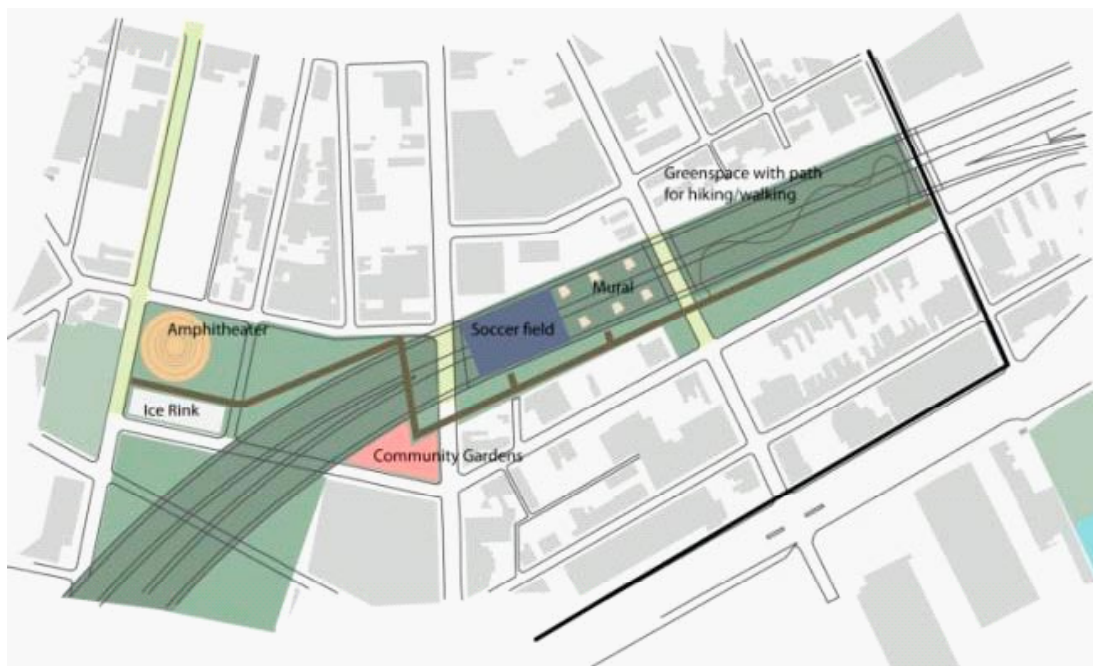 Greenspace with path
for hiking/walking
Mural
Amphitheater
Soccer field
Ice Rink
Community Gardens